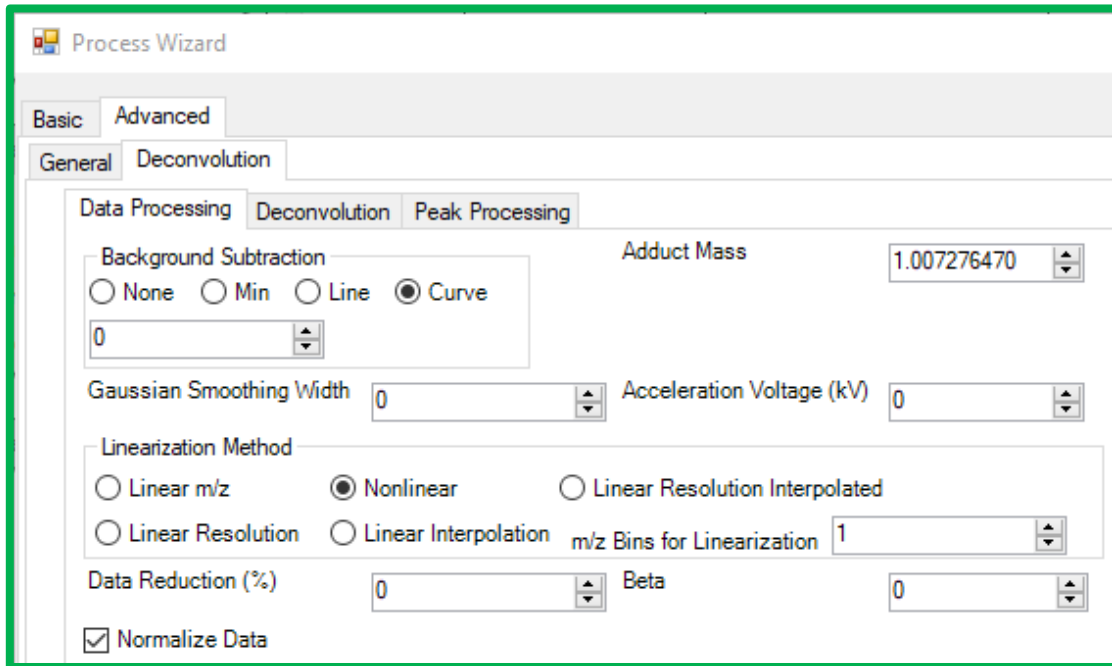 Process Wizard
Basic Advanced
General Deconvolution
Data Processing Deconvolution Peak Processing
Background Subtraction Adduct Mass 1.007276470
None Min Line Curve
0
Gaussian Smoothing Width 0 Acceleration Voltage (kV) 0
Linearization Method
Linear m/z Nonlinear Linear Resolution Interpolated
Linear Resolution Linear Interpolation m/z Bins for Linearization 1
Data Reduction (%) 0 Beta 0
Normalize Data